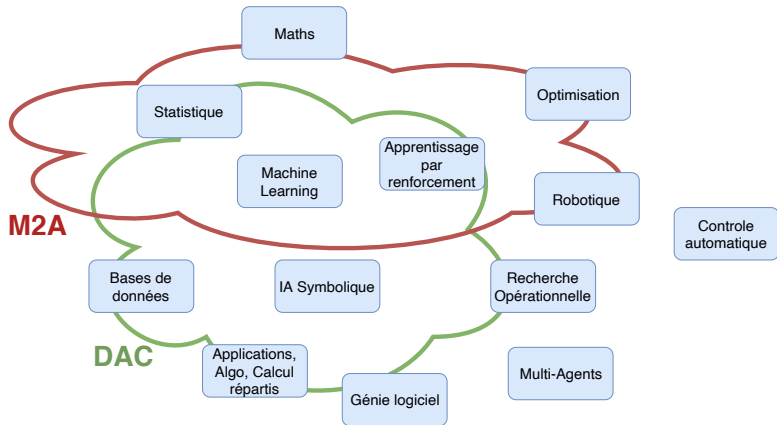 Maths
Optimisation
Statistique
Apprentissage
par
renforcement
Machine
Learning
Robotique
M2A
Controle
automatique
Bases de
données
IA Symbolique
Recherche
Opérationnelle
DAC
Applications,
Algo, Calcul
répartis
Multi-Agents
Génie logiciel